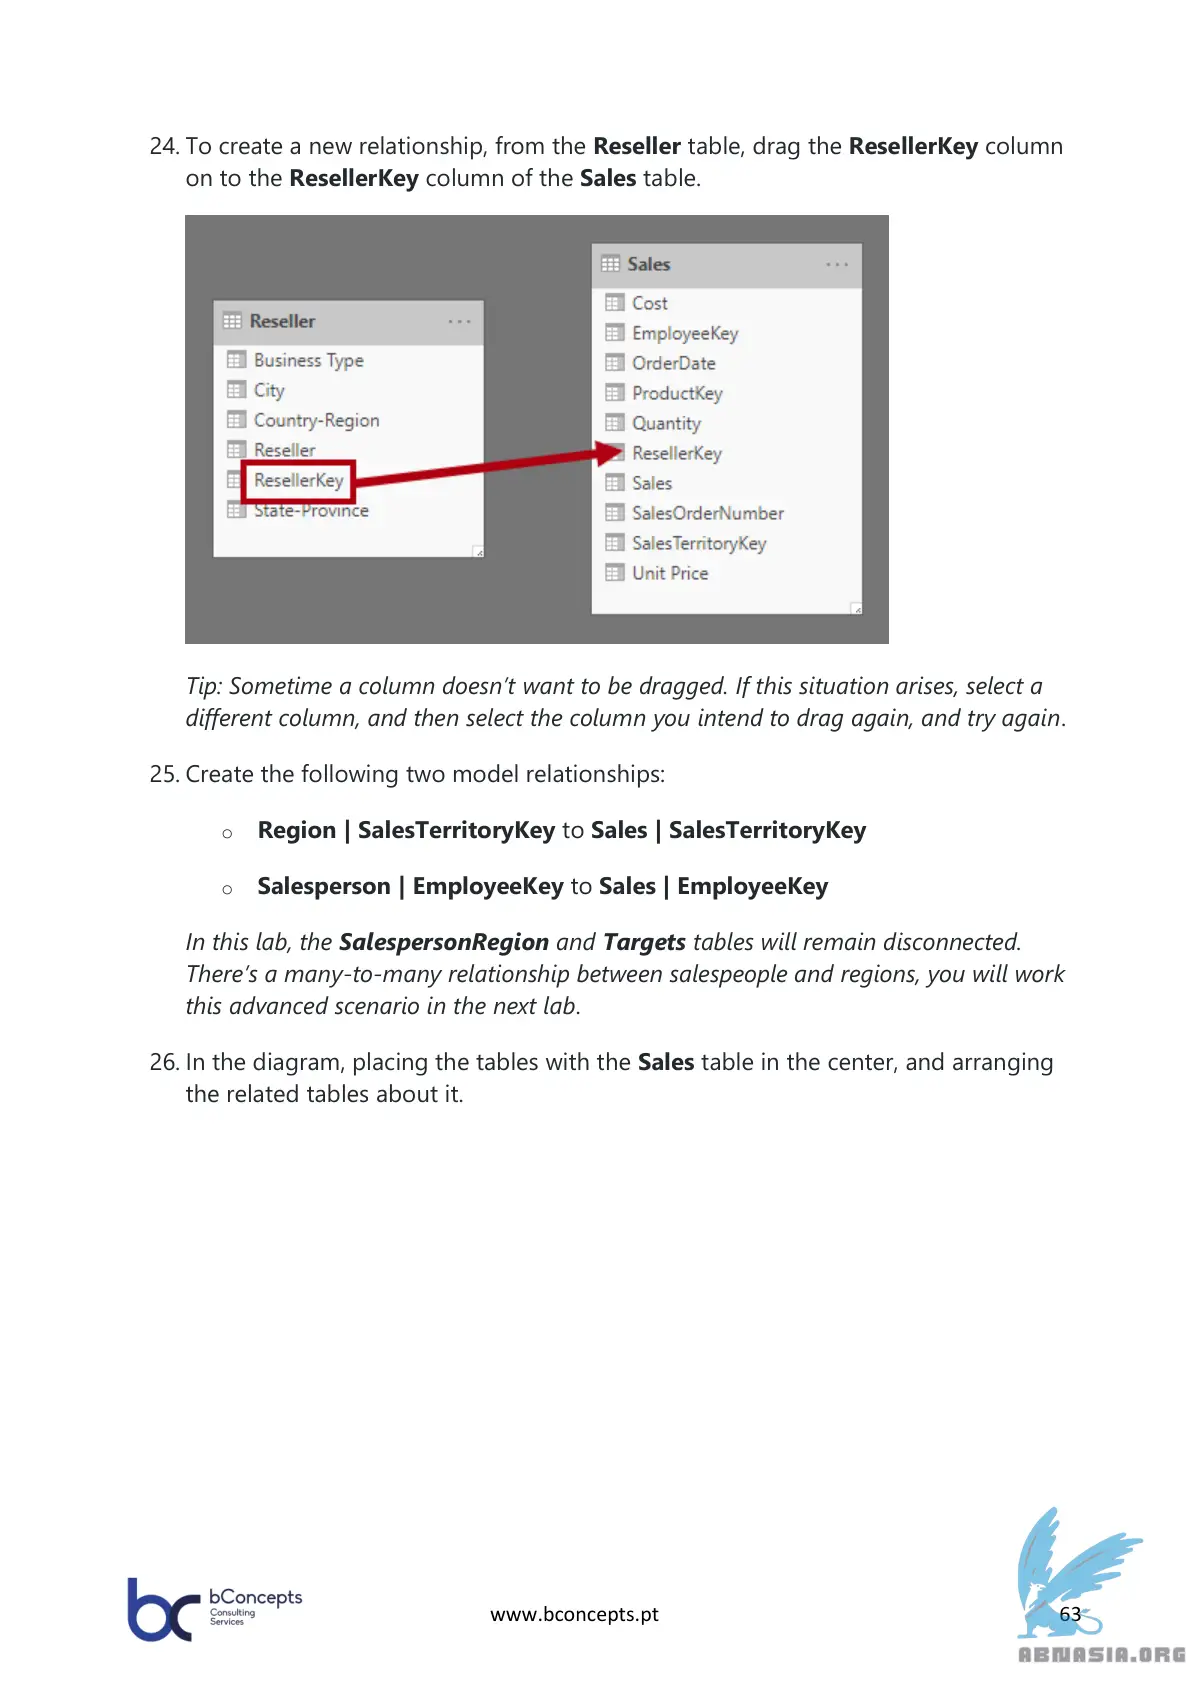 24. To create a new relationship, from the Reseller table, drag the ResellerKey column
on to the ResellerKey column of the Sales table.
Reseller
Business Type
City
Country-Region
Reseller
ResellerKey
State-Province
Sales
Cost
EmployeeKey
OrderDate
ProductKey
Quantity
ResellerKey
Sales
SalesOrderNumber
SalesTerritoryKey
Unit Price
Tip: Sometime a column doesn’t want to be dragged. If this situation arises, select a
different column, and then select the column you intend to drag again, and try again.
25. Create the following two model relationships:
o Region | SalesTerritoryKey to Sales | SalesTerritoryKey
o Salesperson | EmployeeKey to Sales | EmployeeKey
In this lab, the SalespersonRegion and Targets tables will remain disconnected.
There’s a many-to-many relationship between salespeople and regions, you will work
this advanced scenario in the next lab.
26. In the diagram, placing the tables with the Sales table in the center, and arranging
the related tables about it.
bc bConcepts
Consulting
Services
www.bconcepts.pt
63
ABNASIA.ORG